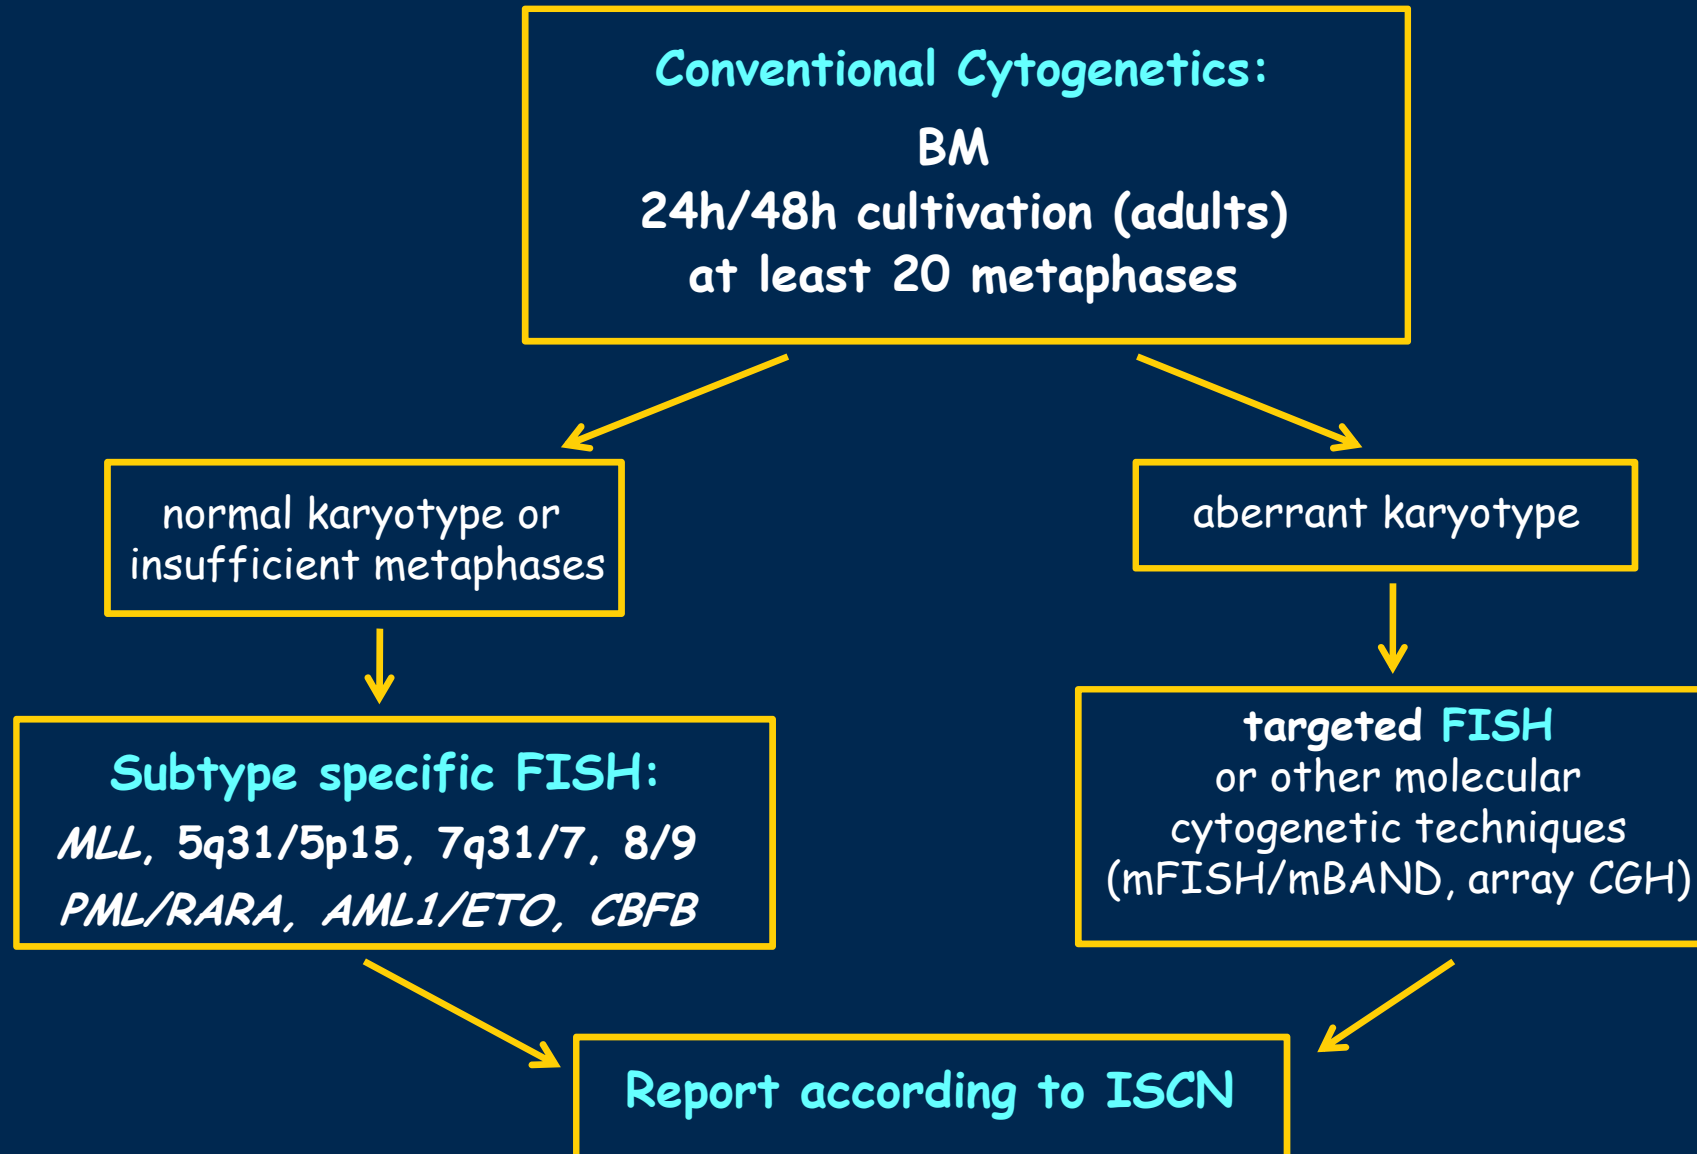 Conventional Cytogenetics:
BM
24h/48h cultivation (adults)
at least 20 metaphases
normal karyotype or
insufficient metaphases
aberrant karyotype
Subtype specific FISH:
MLL, 5q31/5p15, 7q31/7, 8/9
PML/RARA, AML1/ETO, CBFB
targeted FISH
or other molecular
cytogenetic techniques
(mFISH/mBAND, array CGH)
Report according to ISCN